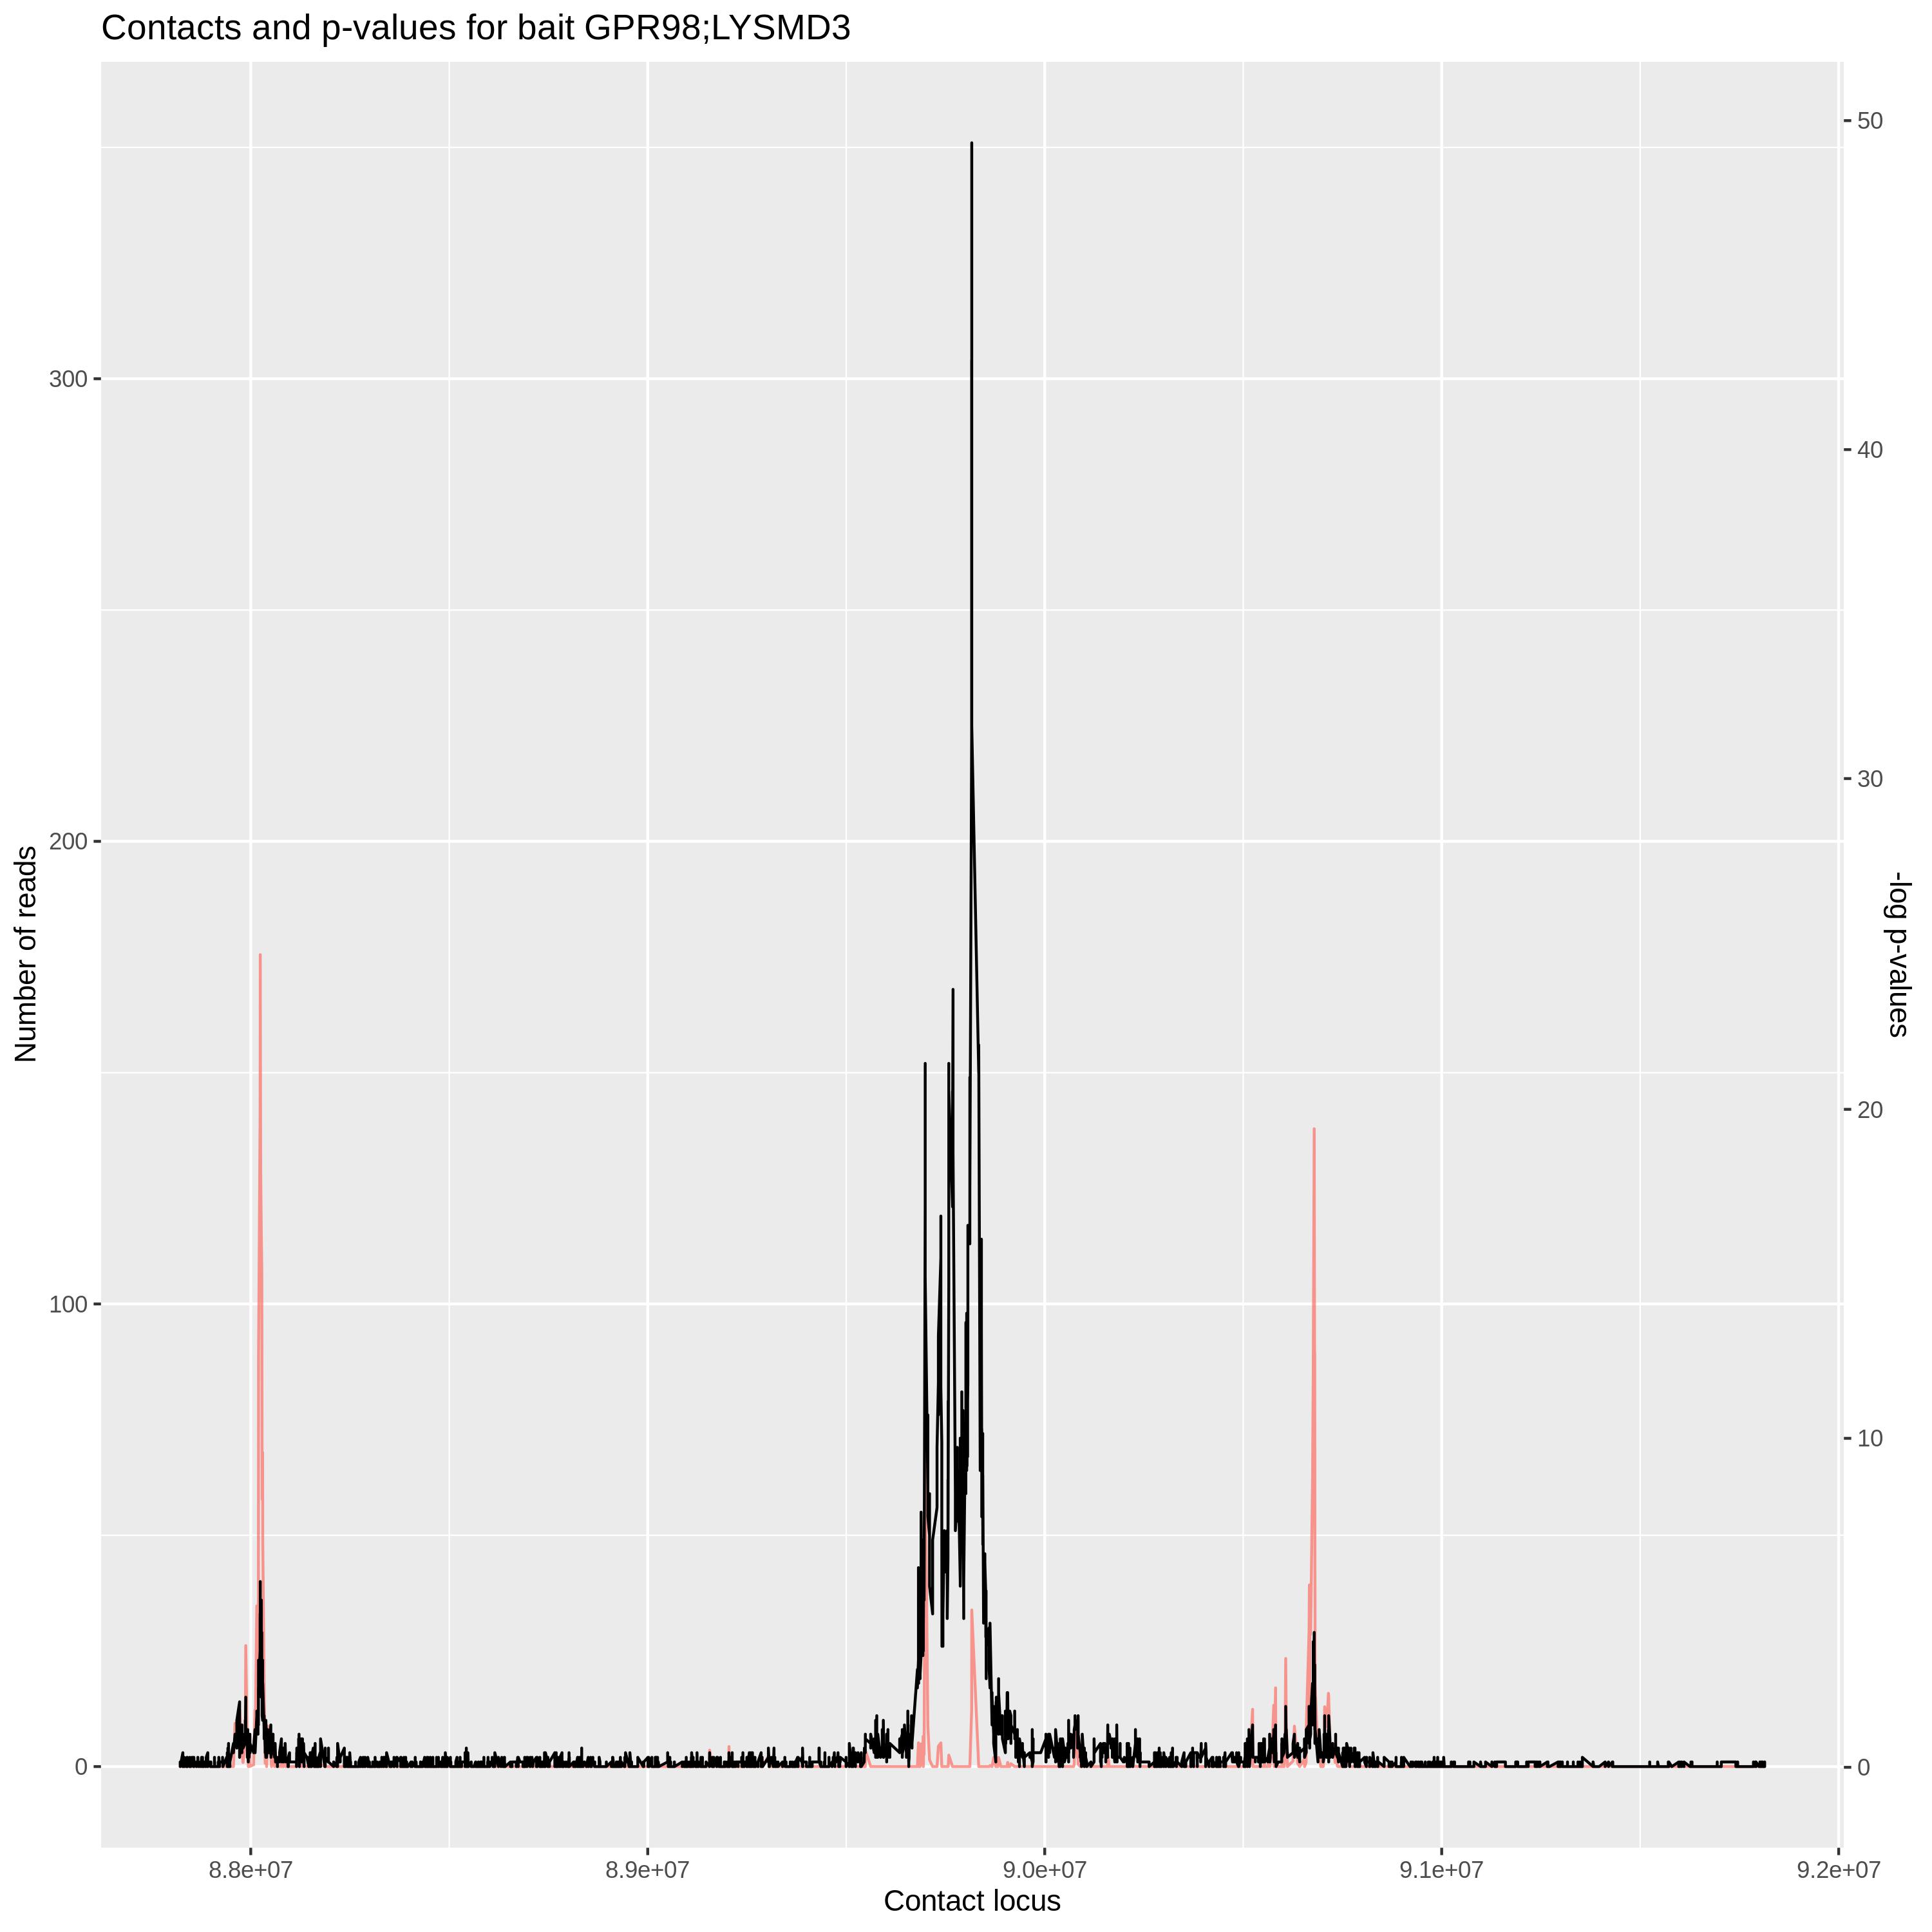 Contacts and p-values for bait GPR98;LYSMD3
Number of reads
300
200
100
0
50
40
30
20
10
0
-log p-values
8.8e+07
8.9e+07
9.0e+07
9.1e+07
9.2e+07
Contact locus